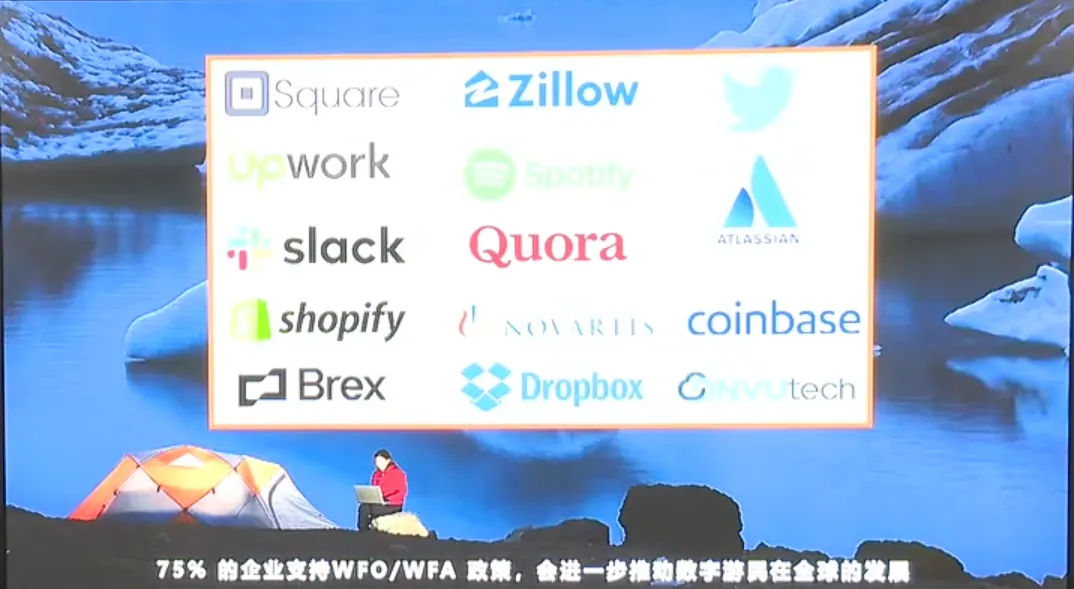 Square
Zillow
upwork
Spotify
ATLASSIAN
slack
Quora
shopify
NOVARTIS
coinbase
Brex
Dropbox
INVUtech
75% 的企业支持WFO/WFA 政策，会进一步推动数字游民在全球的发展